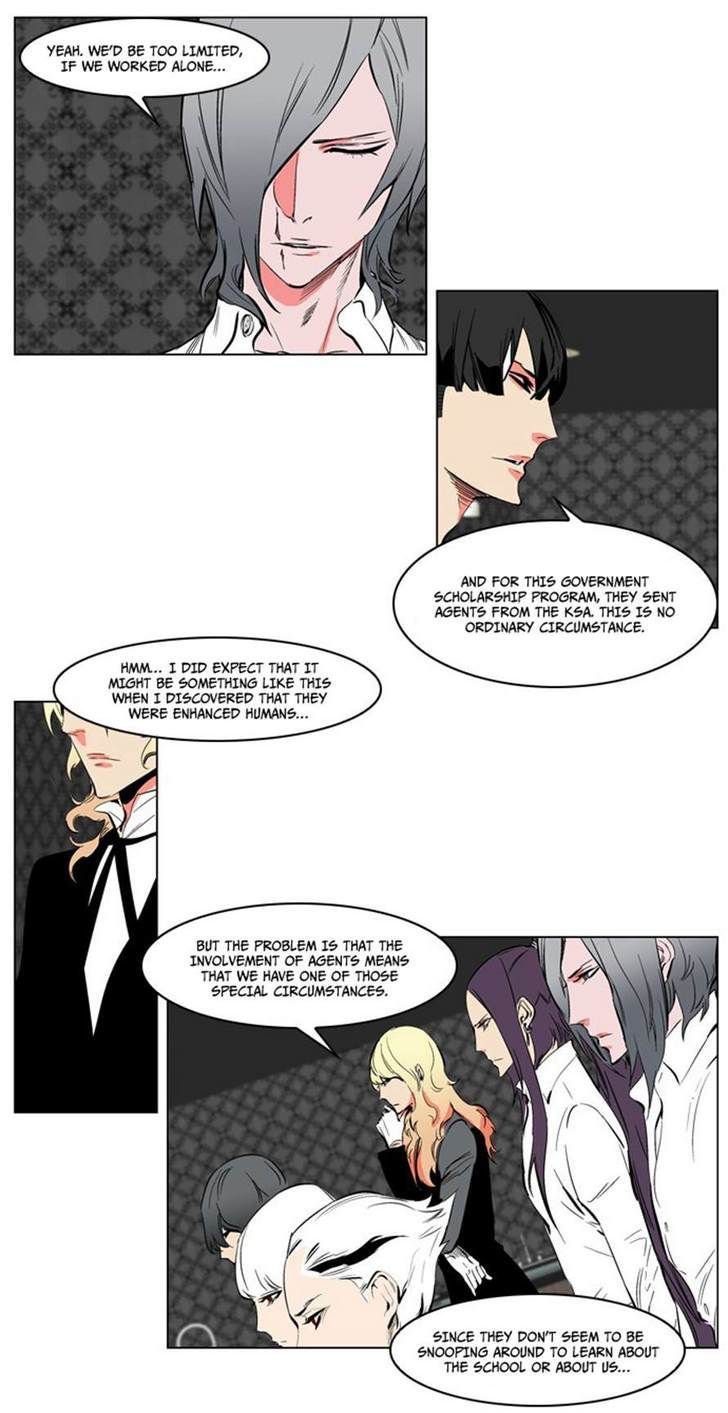 YEAH. WE'D BE TOO LIMITED,
IF WE WORKED ALONE...
AND FOR THIS GOVERNMENT
SCHOLARSHIP PROGRAM, THEY SENT
AGENTS FROM THE KSA. THIS IS NO
ORDINARY CIRCUMSTANCE.
HMM... I DID EXPECT THAT IT
MIGHT BE SOMETHING LIKE THIS
WHEN I DISCOVERED THAT THEY
WERE ENHANCED HUMANS...
BUT THE PROBLEM IS THAT THE
INVOLVEMENT OF AGENTS MEANS
THAT WE HAVE ONE OF THOSE
SPECIAL CIRCUMSTANCES.
SINCE THEY DON'T SEEM TO BE
SNOOPING AROUND TO LEARN ABOUT
THE SCHOOL OR ABOUT US...